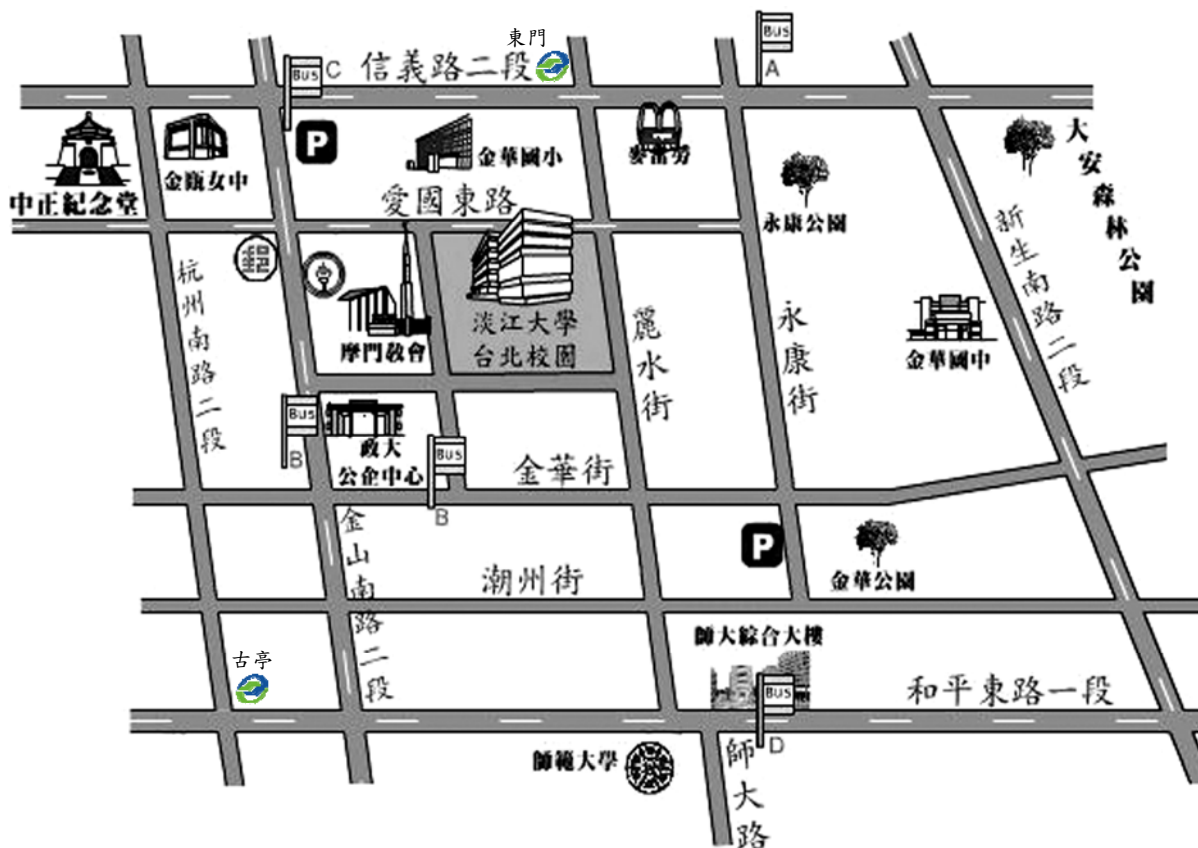 東門
信義路二段
Bus
A
Bus
C
P
金華國小
麥當勞
大安森林公園
中正紀念堂
金甌女中
愛國東路
永康公園
新生南路二段
杭州南路二段
摩門教會
淡江大學
台北校園
麗水街
永康街
金華國中
Bus
B
政大
公企中心
Bus
B
金華街
金山南路二段
P
金華公園
潮州街
師大綜合大樓
古亭
Bus
D
和平東路一段
師範大學
師大路